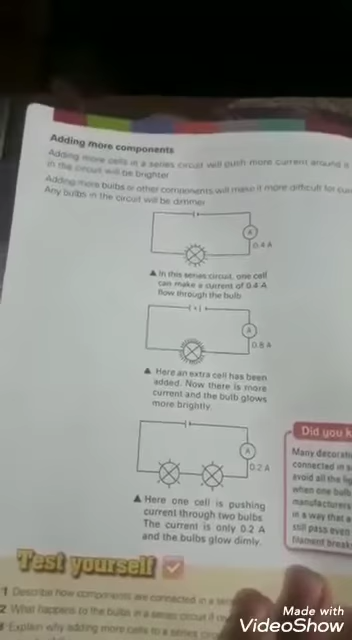 Adding more components
Adding more cells in a series circuit will push more current around it
in the circuit will be brighter
Adding more bulbs or other components will make it more difficult for cur
Any bulbs in the circuit will be dimmer
A
0.4 A
▲ In this series circuit, one cell
can make a current of 0.4 A
flow through the bulb
A
0.8 A
▲ Here an extra cell has been
added. Now there is more
current and the bulb glows
more brightly.
A
0.2 A
▲ Here one cell is pushing
current through two bulbs
The current is only 0.2 A
and the bulbs glow dimly.
Did you k
Many decorat
connected in s
avoid all the lig
when one bulb
manufacturers
in a way that a
still pass even
filament break
Test yourself
1 Describe how components are connected in a ser
2 What happens to the bulbs in a series circuit if
3 Explain why adding more cells to a series circ
Made with
VideoShow